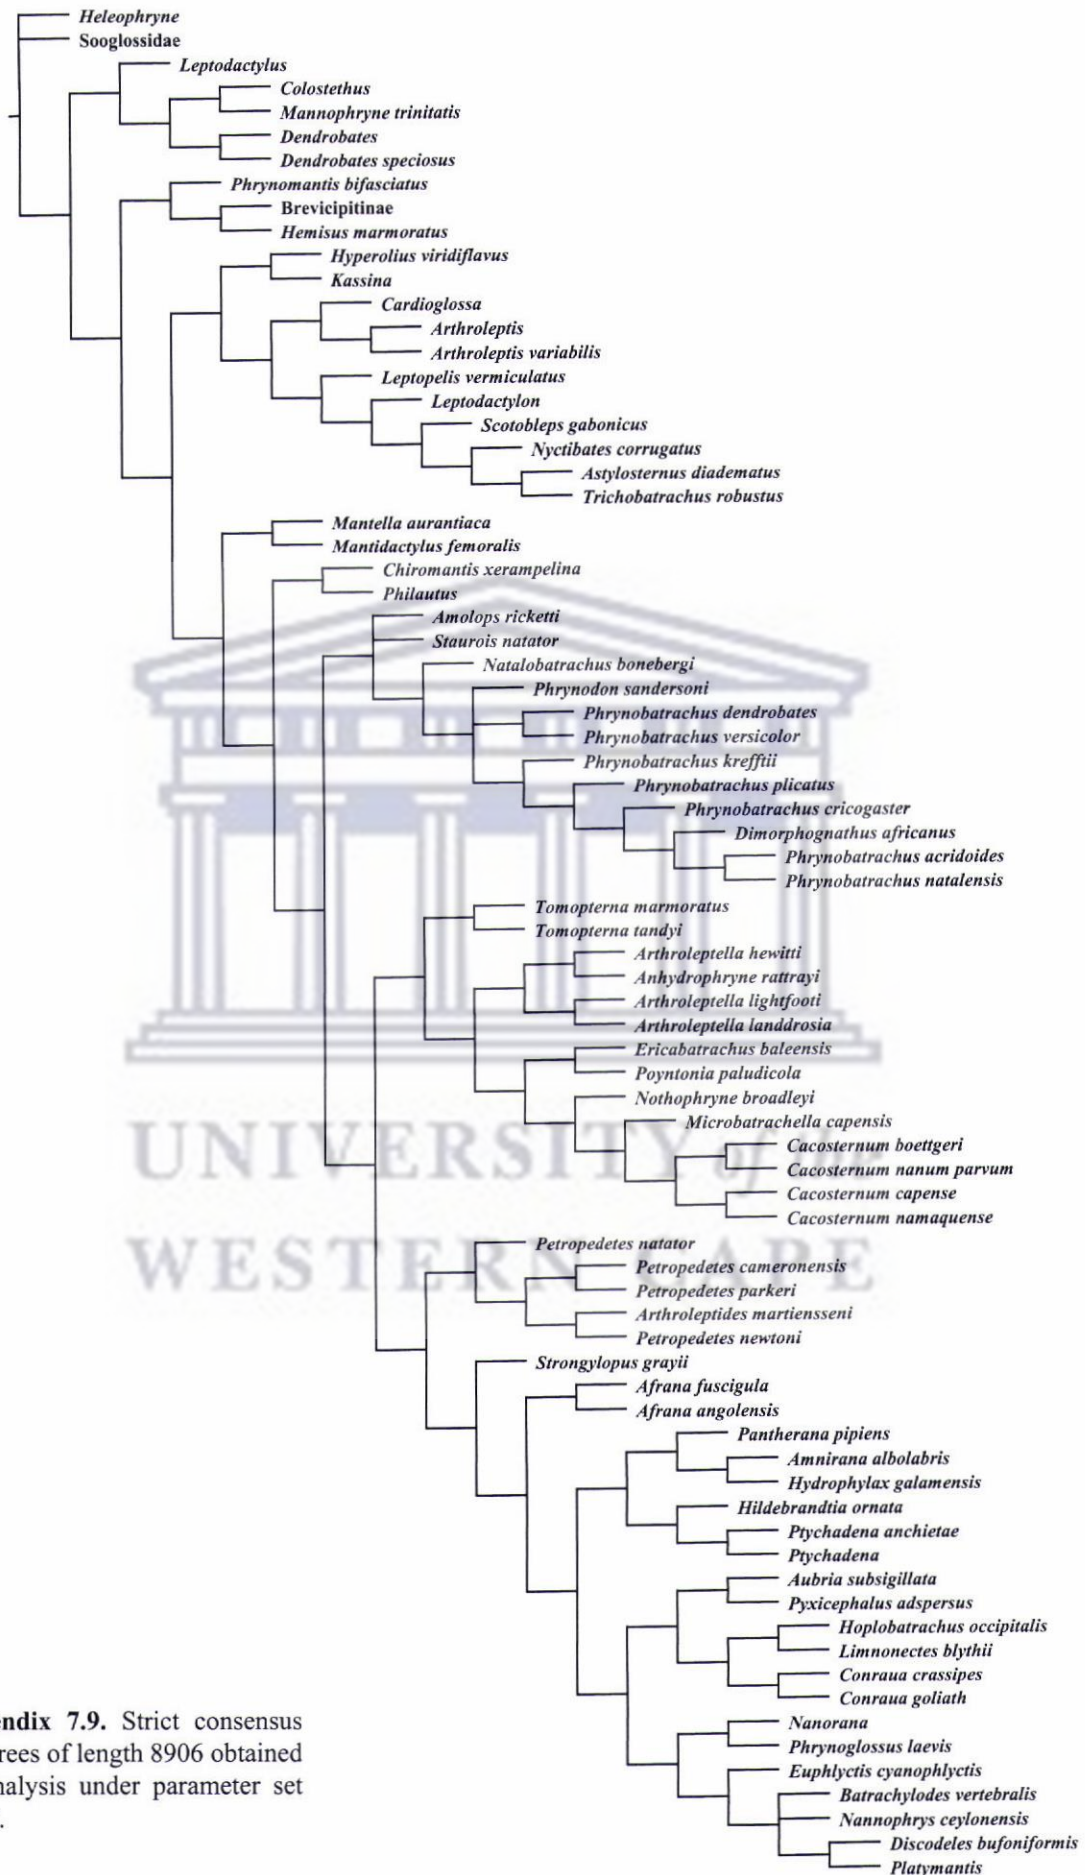 Heleophryne
Sooglossidae
Leptodactylus
Colostethus
Mannophryne trinitatis
Dendrobates
Dendrobates speciosus
Phrynomantis bifasciatus
Brevicipitinae
Hemisus marmoratus
Hyperolius viridiflavus
Kassina
Cardioglossa
Arthroleptis
Arthroleptis variabilis
Leptopelis vermiculatus
Leptodactylon
Scotobleps gabonicus
Nyctibates corrugatus
Astylosternus diadematus
Trichobatrachus robustus
Mantella aurantiaca
Mantidactylus femoralis
Chiromantis xerampelina
Philautus
Amolops ricketti
Staurois natator
Natalobatrachus bonebergi
Phrynodon sandersoni
Phrynobatrachus dendrobates
Phrynobatrachus versicolor
Phrynobatrachus krefftii
Phrynobatrachus plicatus
Phrynobatrachus cricogaster
Dimorphognathus africanus
Phrynobatrachus acridoides
Phrynobatrachus natalensis
Tomopterna marmoratus
Tomopterna tandyi
Arthroleptella hewitti
Anhydrophryne rattrayi
Arthroleptella lightfooti
Arthroleptella landdrosia
Ericabatrachus baleensis
Poyntonia paludicola
Nothophryne broadleyi
Microbatrachella capensis
Cacosternum boettgeri
Cacosternum nanum parvum
Cacosternum capense
Cacosternum namaquense
Petropedetes natator
Petropedetes cameronensis
Petropedetes parkeri
Arthroleptides martiensseni
Petropedetes newtoni
Strongylopus grayii
Afrana fuscigula
Afrana angolensis
Pantherana pipiens
Amnirana albolabris
Hydrophylax galamensis
Hildebrandtia ornata
Ptychadena anchietae
Ptychadena
Aubria subsigillata
Pyxicephalus adspersus
Hoplobatrachus occipitalis
Limnonectes blythii
Conraua crassipes
Conraua goliath
Nanorana
Phrynoglossus laevis
Euphlyctis cyanophlyctis
Batrachylodes vertebralis
Nannophrys ceylonensis
Discodeles bufoniformis
Platymantis
UNIVERSITY of the
WESTERN CAPE
endix 7.9. Strict consensus
rees of length 8906 obtained
nalysis under parameter set
.